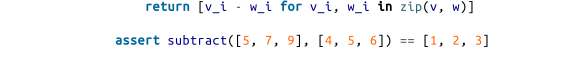 return [v_i - w_i for v_i, w_i in zip(v, w)]
assert subtract([5, 7, 9], [4, 5, 6]) == [1, 2, 3]